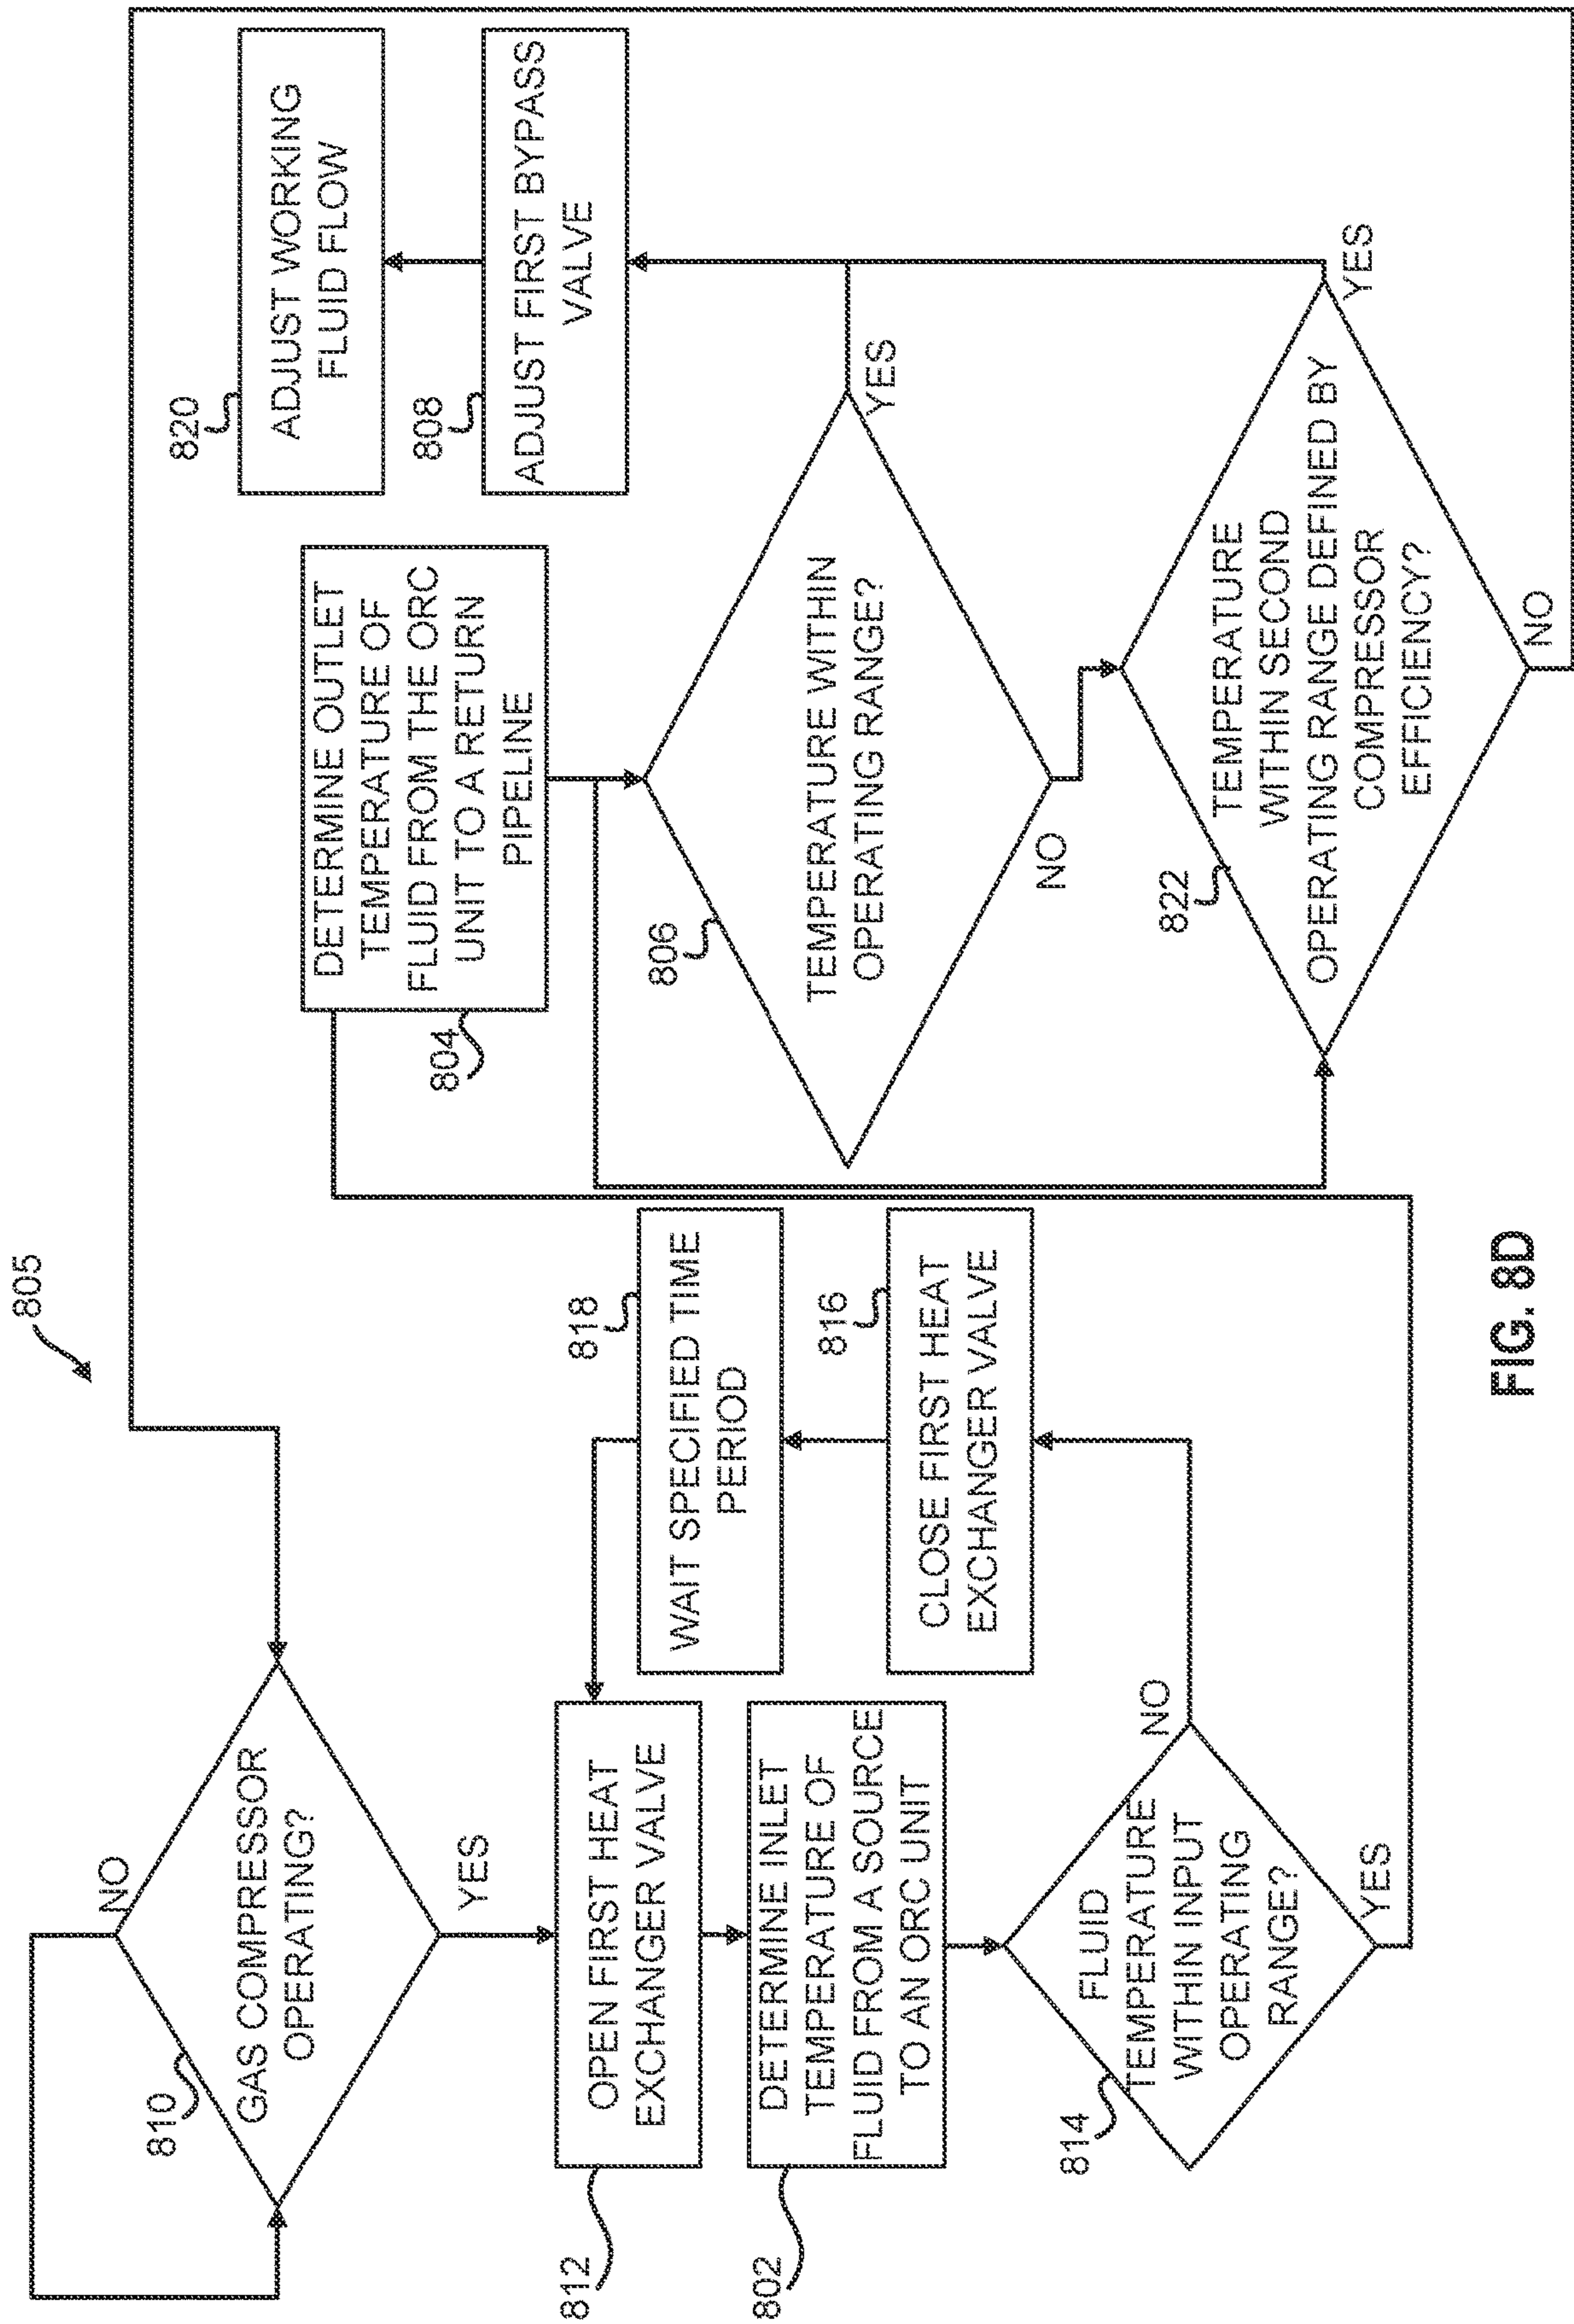 805
NO
810
GAS COMPRESSOR
OPERATING?
YES
812
OPEN FIRST HEAT
EXCHANGER VALVE
802
DETERMINE INLET
TEMPERATURE OF
FLUID FROM A SOURCE
TO AN ORC UNIT
814
FLUID
TEMPERATURE
WITHIN INPUT
OPERATING
RANGE?
NO
YES
818
WAIT SPECIFIED TIME
PERIOD
816
CLOSE FIRST HEAT
EXCHANGER VALVE
804
DETERMINE OUTLET
TEMPERATURE OF
FLUID FROM THE ORC
UNIT TO A RETURN
PIPELINE
806
TEMPERATURE WITHIN
OPERATING RANGE?
YES
NO
822
TEMPERATURE
WITHIN SECOND
OPERATING RANGE DEFINED BY
COMPRESSOR
EFFICIENCY?
YES
NO
820
ADJUST WORKING
FLUID FLOW
808
ADJUST FIRST BYPASS
VALVE
FIG. 8D